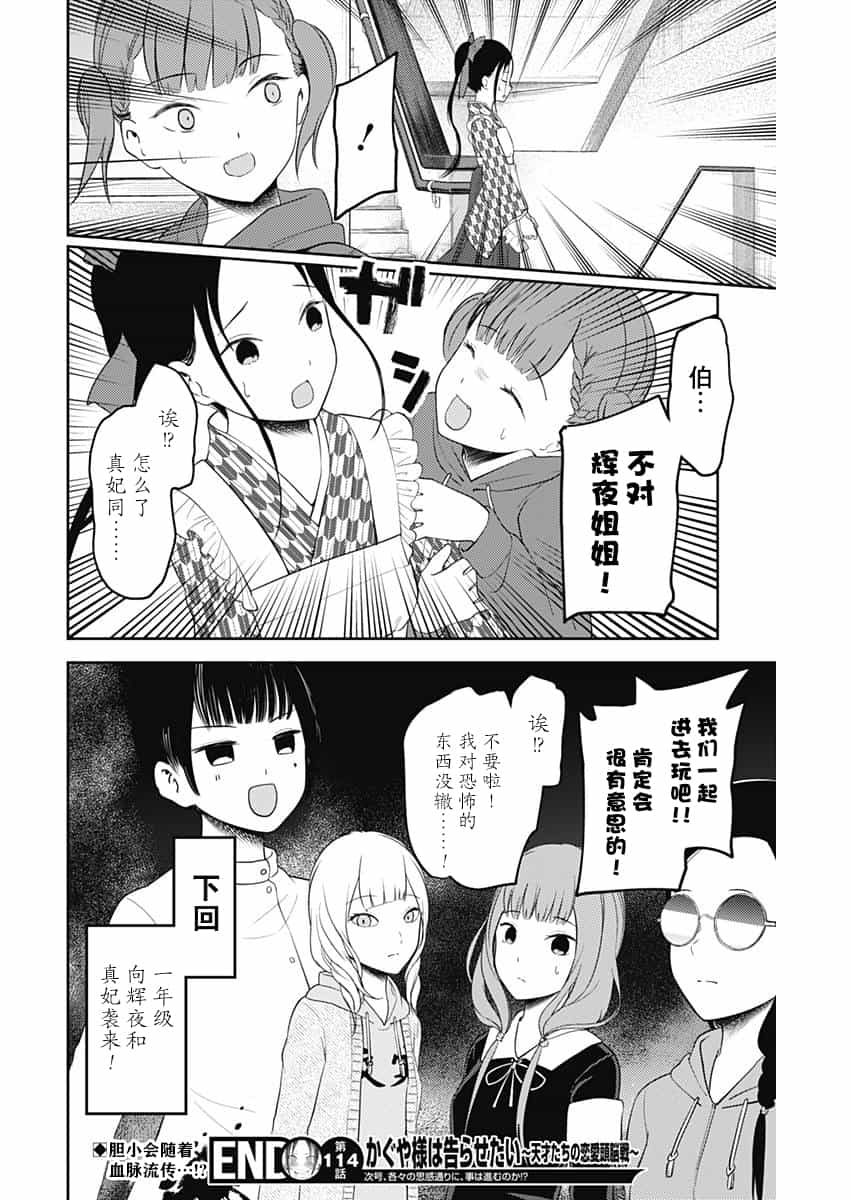 !
伯…
不对
辉夜姐姐！
ガ゙シ
诶!?
怎么了
真妃同
……
我们一起
进去玩吧!!
肯定会
很有意思的！
诶!?
不要啦！
我对恐怖的
东西没辙……！
下回
一年级
向辉夜和
真妃袭来！
◆胆小会随着
血脉流传…!?
END
第114話
かぐや様は告らせたい～天才たちの恋愛頭脳戦～
次号、各々の思惑通りに、事は進むのか!?